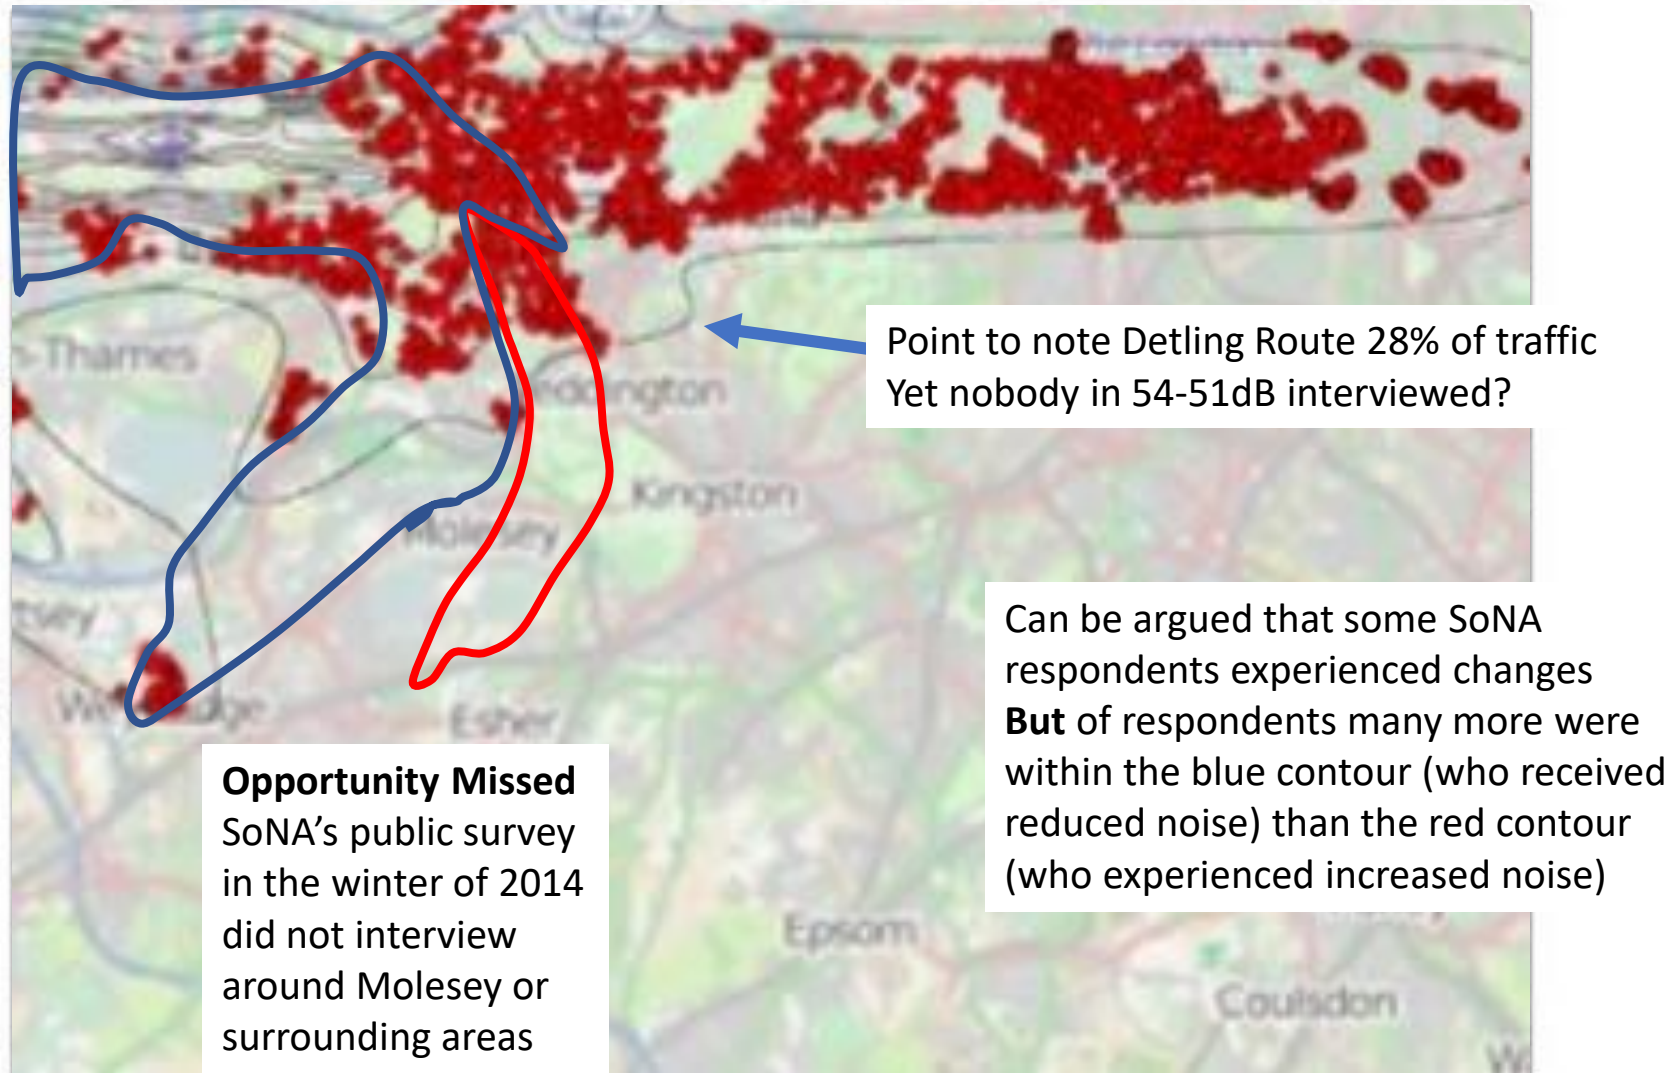 Thames
eddington
Point to note Detling Route 28% of traffic
Yet nobody in 54-51dB interviewed?
Kingston
Molesey
esey
Esher
Can be argued that some SoNA
respondents experienced changes
But of respondents many more were
within the blue contour (who received
reduced noise) than the red contour
(who experienced increased noise)
Opportunity Missed
SoNA’s public survey
in the winter of 2014
did not interview
around Molesey or
surrounding areas
Epsom
Coulsdon